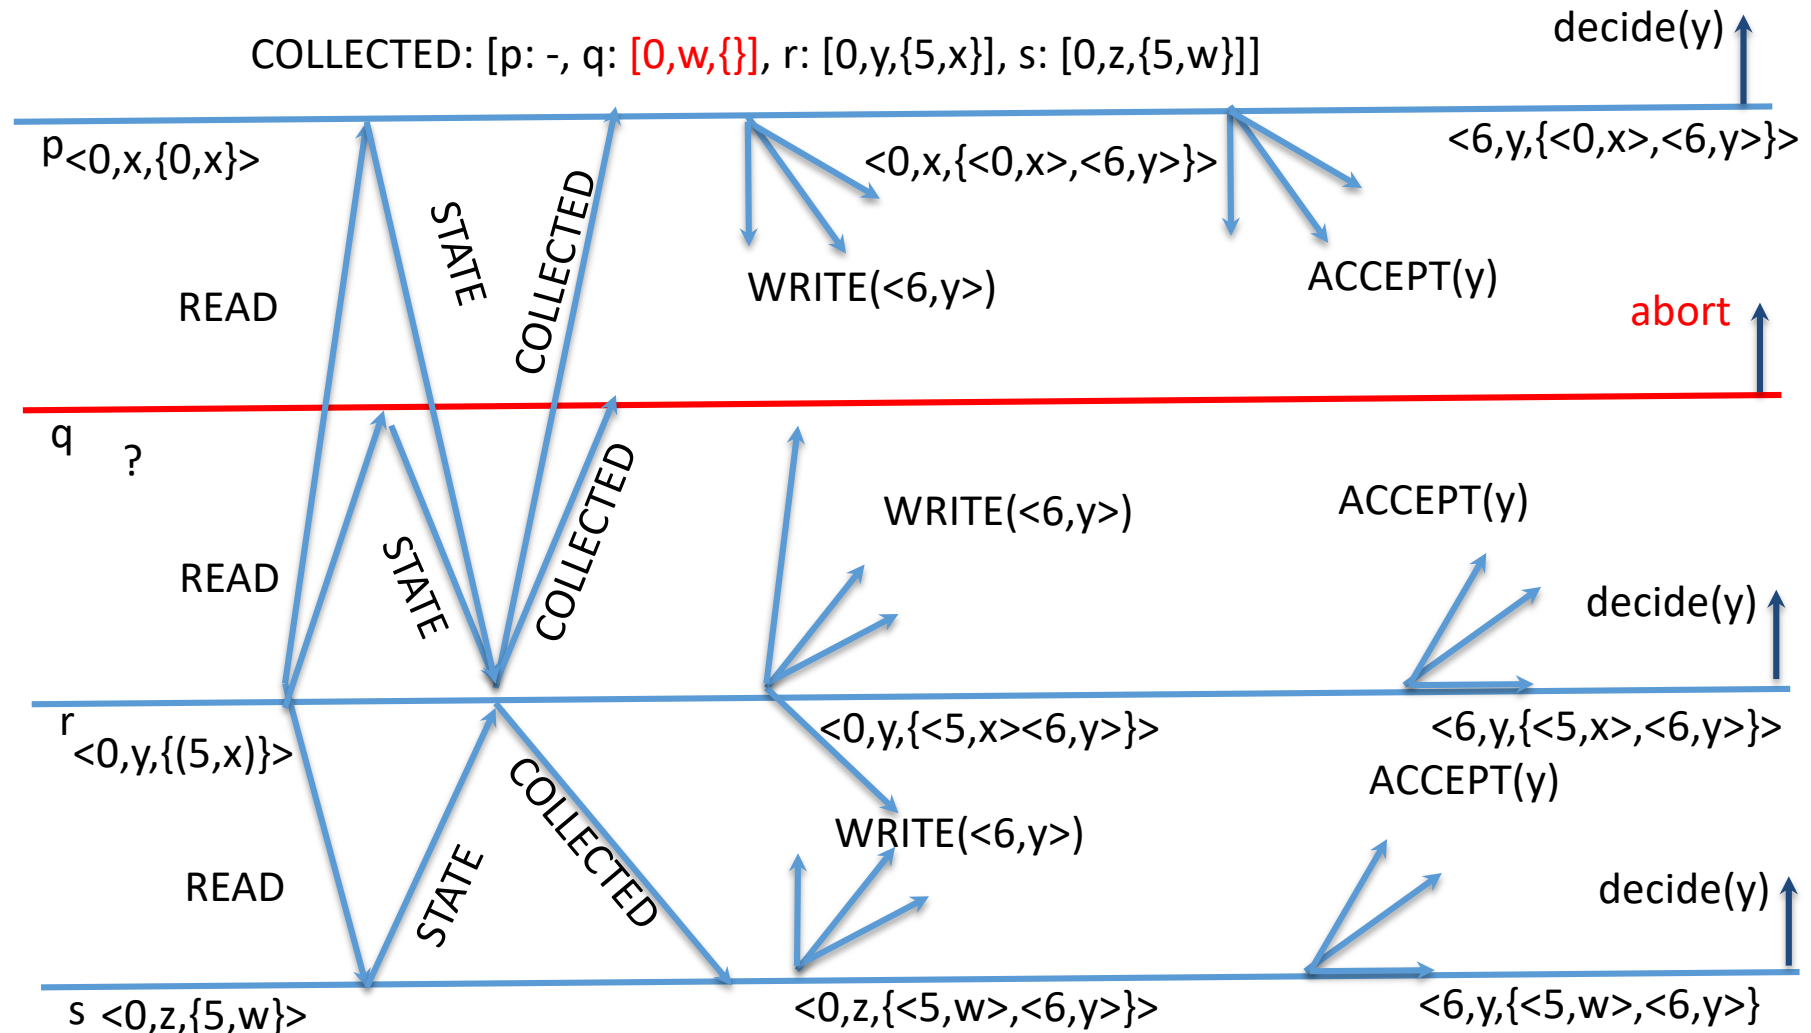 decide(y)
COLLECTED: [p: -, q: [0,w,{}], r: [0,y,{5,x}], s: [0,z,{5,w}]]
p<0,x,{0,x}>
<0,x,{<0,x>,<6,y>}>
<6,y,{<0,x>,<6,y>}>
STATE
COLLECTED
READ
WRITE(<6,y>)
ACCEPT(y)
abort
q
?
READ
STATE
COLLECTED
WRITE(<6,y>)
ACCEPT(y)
decide(y)
r
<0,y,{(5,x)}>
<0,y,{<5,x><6,y>}>
<6,y,{<5,x>,<6,y>}>
COLLECTED
ACCEPT(y)
WRITE(<6,y>)
READ
STATE
decide(y)
s <0,z,{5,w}>
<0,z,{<5,w>,<6,y>}>
<6,y,{<5,w>,<6,y>}